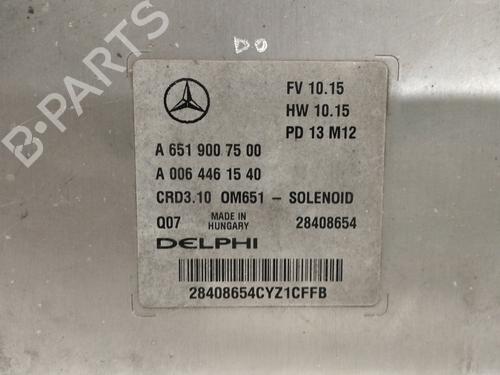 DO
FV 10.15
HW 10.15
PD 13 M12
A 651 900 75 00
A 006 446 15 40
CRD3.10 OM651 – SOLENOID
Q07 MADE IN HUNGARY 28408654
DELPHI
28408654CYZ1CFFB
B-PARTS